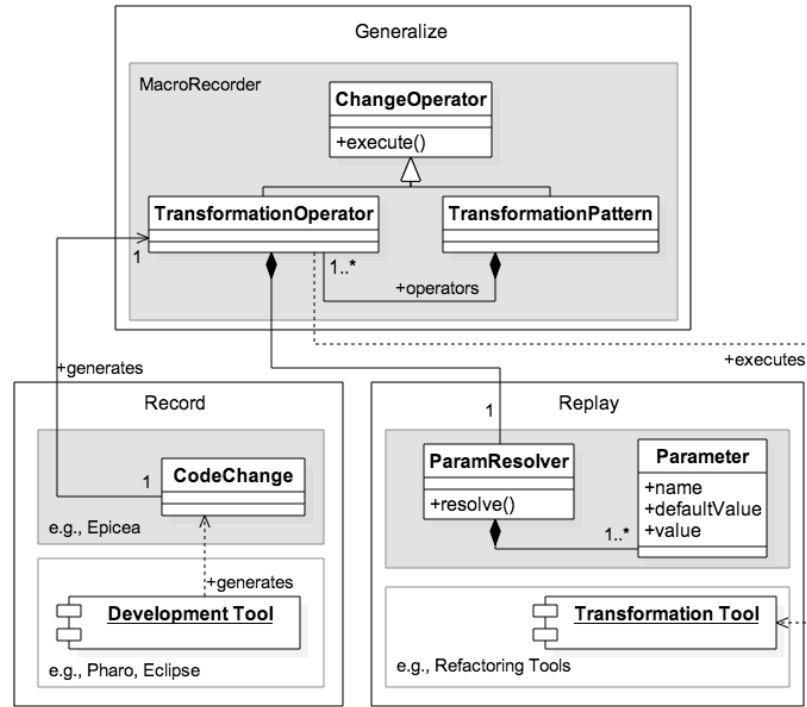 Generalize
MacroRecorder
ChangeOperator
+execute()
TransformationOperator
TransformationPattern
1
1..*
+operators
+generates
+executes
Record
1
CodeChange
e.g., Epicea
+generates
Development Tool
e.g., Pharo, Eclipse
Replay
1
ParamResolver
+resolve()
Parameter
+name
+defaultValue
+value
1..*
Transformation Tool
e.g., Refactoring Tools